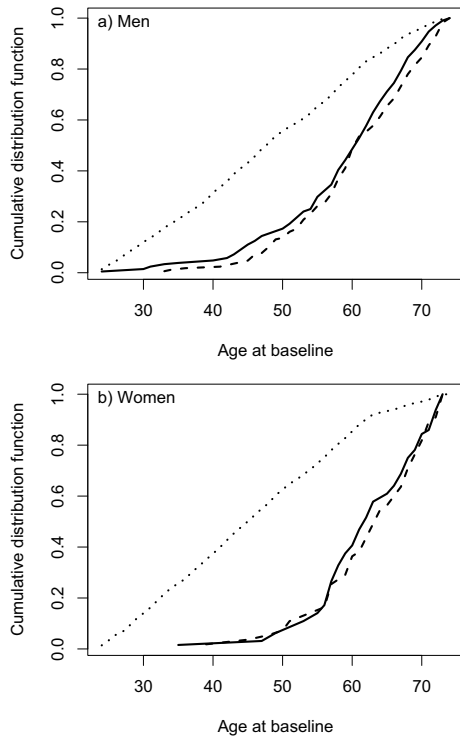 a) Men
Cumulative distribution function
0.0 0.2 0.4 0.6 0.8 1.0
30 40 50 60 70
Age at baseline
b) Women
Cumulative distribution function
0.0 0.2 0.4 0.6 0.8 1.0
30 40 50 60 70
Age at baseline